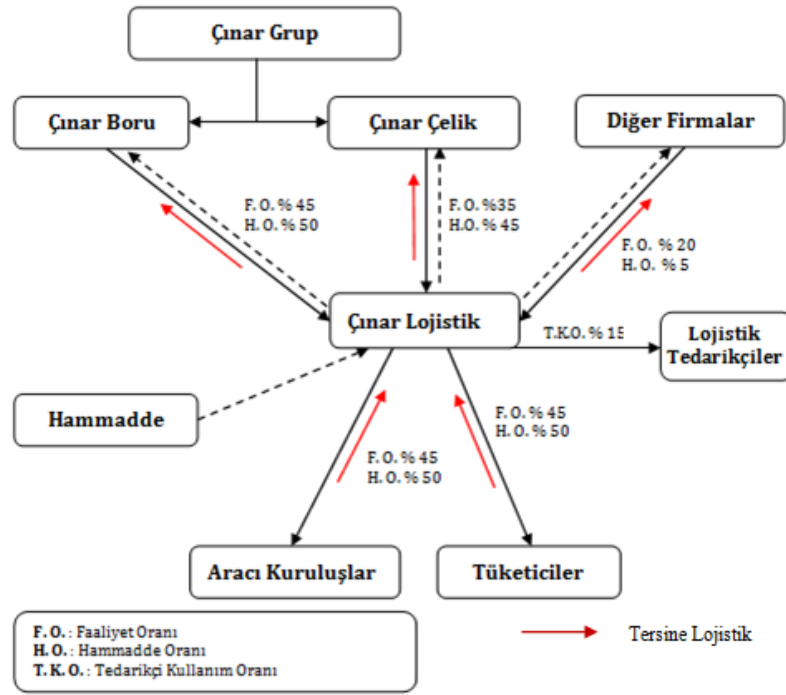 Çınar Grup
Çınar Boru
Çınar Çelik
Diğer Firmalar
F. O. % 45
H. O. % 50
F. O. %35
H.O. % 45
F. O. % 20
H. O. % 5
Çınar Lojistik
T.K.O. % 15
Lojistik
Tedarikçiler
Hammadde
F. O. % 45
H. O. % 50
F. O. % 45
H. O. % 50
Aracı Kuruluşlar
Tüketiciler
F. O. : Faaliyet Oranı
H. O. : Hammadde Oranı
T. K. O. : Tedarikçi Kullanım Oranı
Tersine Lojistik